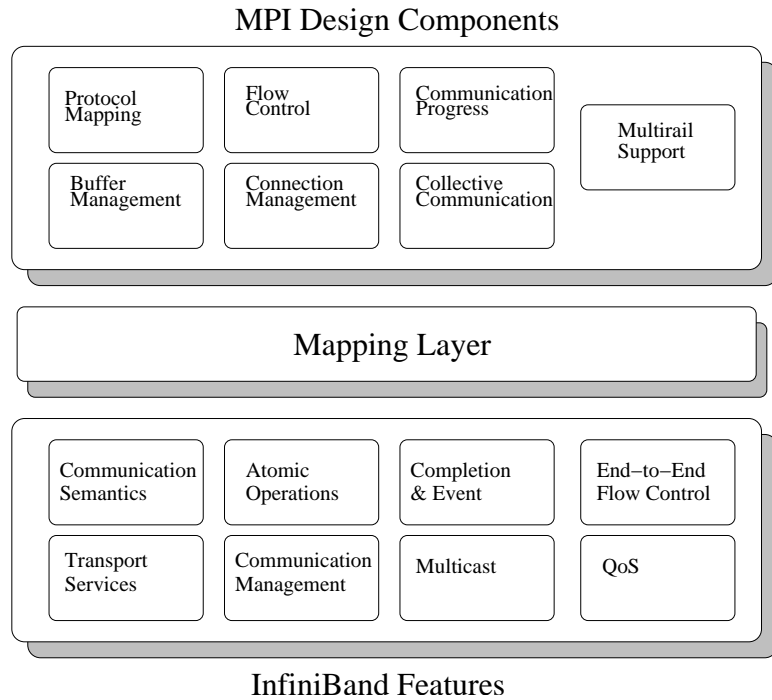 MPI Design Components
Protocol
Mapping
Flow
Control
Communication
Progress
Multirail
Support
Buffer
Management
Connection
Management
Collective
Communication
Mapping Layer
Communication
Semantics
Atomic
Operations
Completion
& Event
End−to−End
Flow Control
Transport
Services
Communication
Management
Multicast
QoS
InfiniBand Features